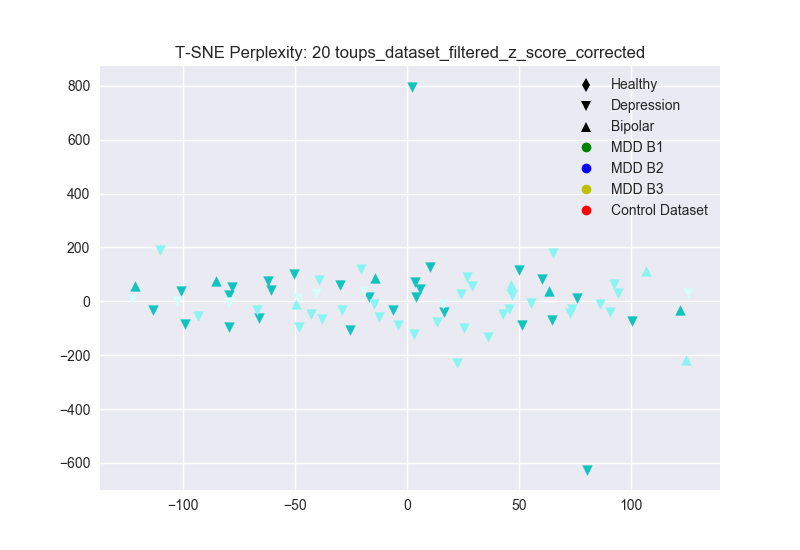 T-SNE Perplexity: 20 toups_dataset_filtered_z_score_corrected
Healthy
Depression
Bipolar
MDD B1
MDD B2
MDD B3
Control Dataset
800
600
400
200
0
−200
−400
−600
−100
−50
0
50
100